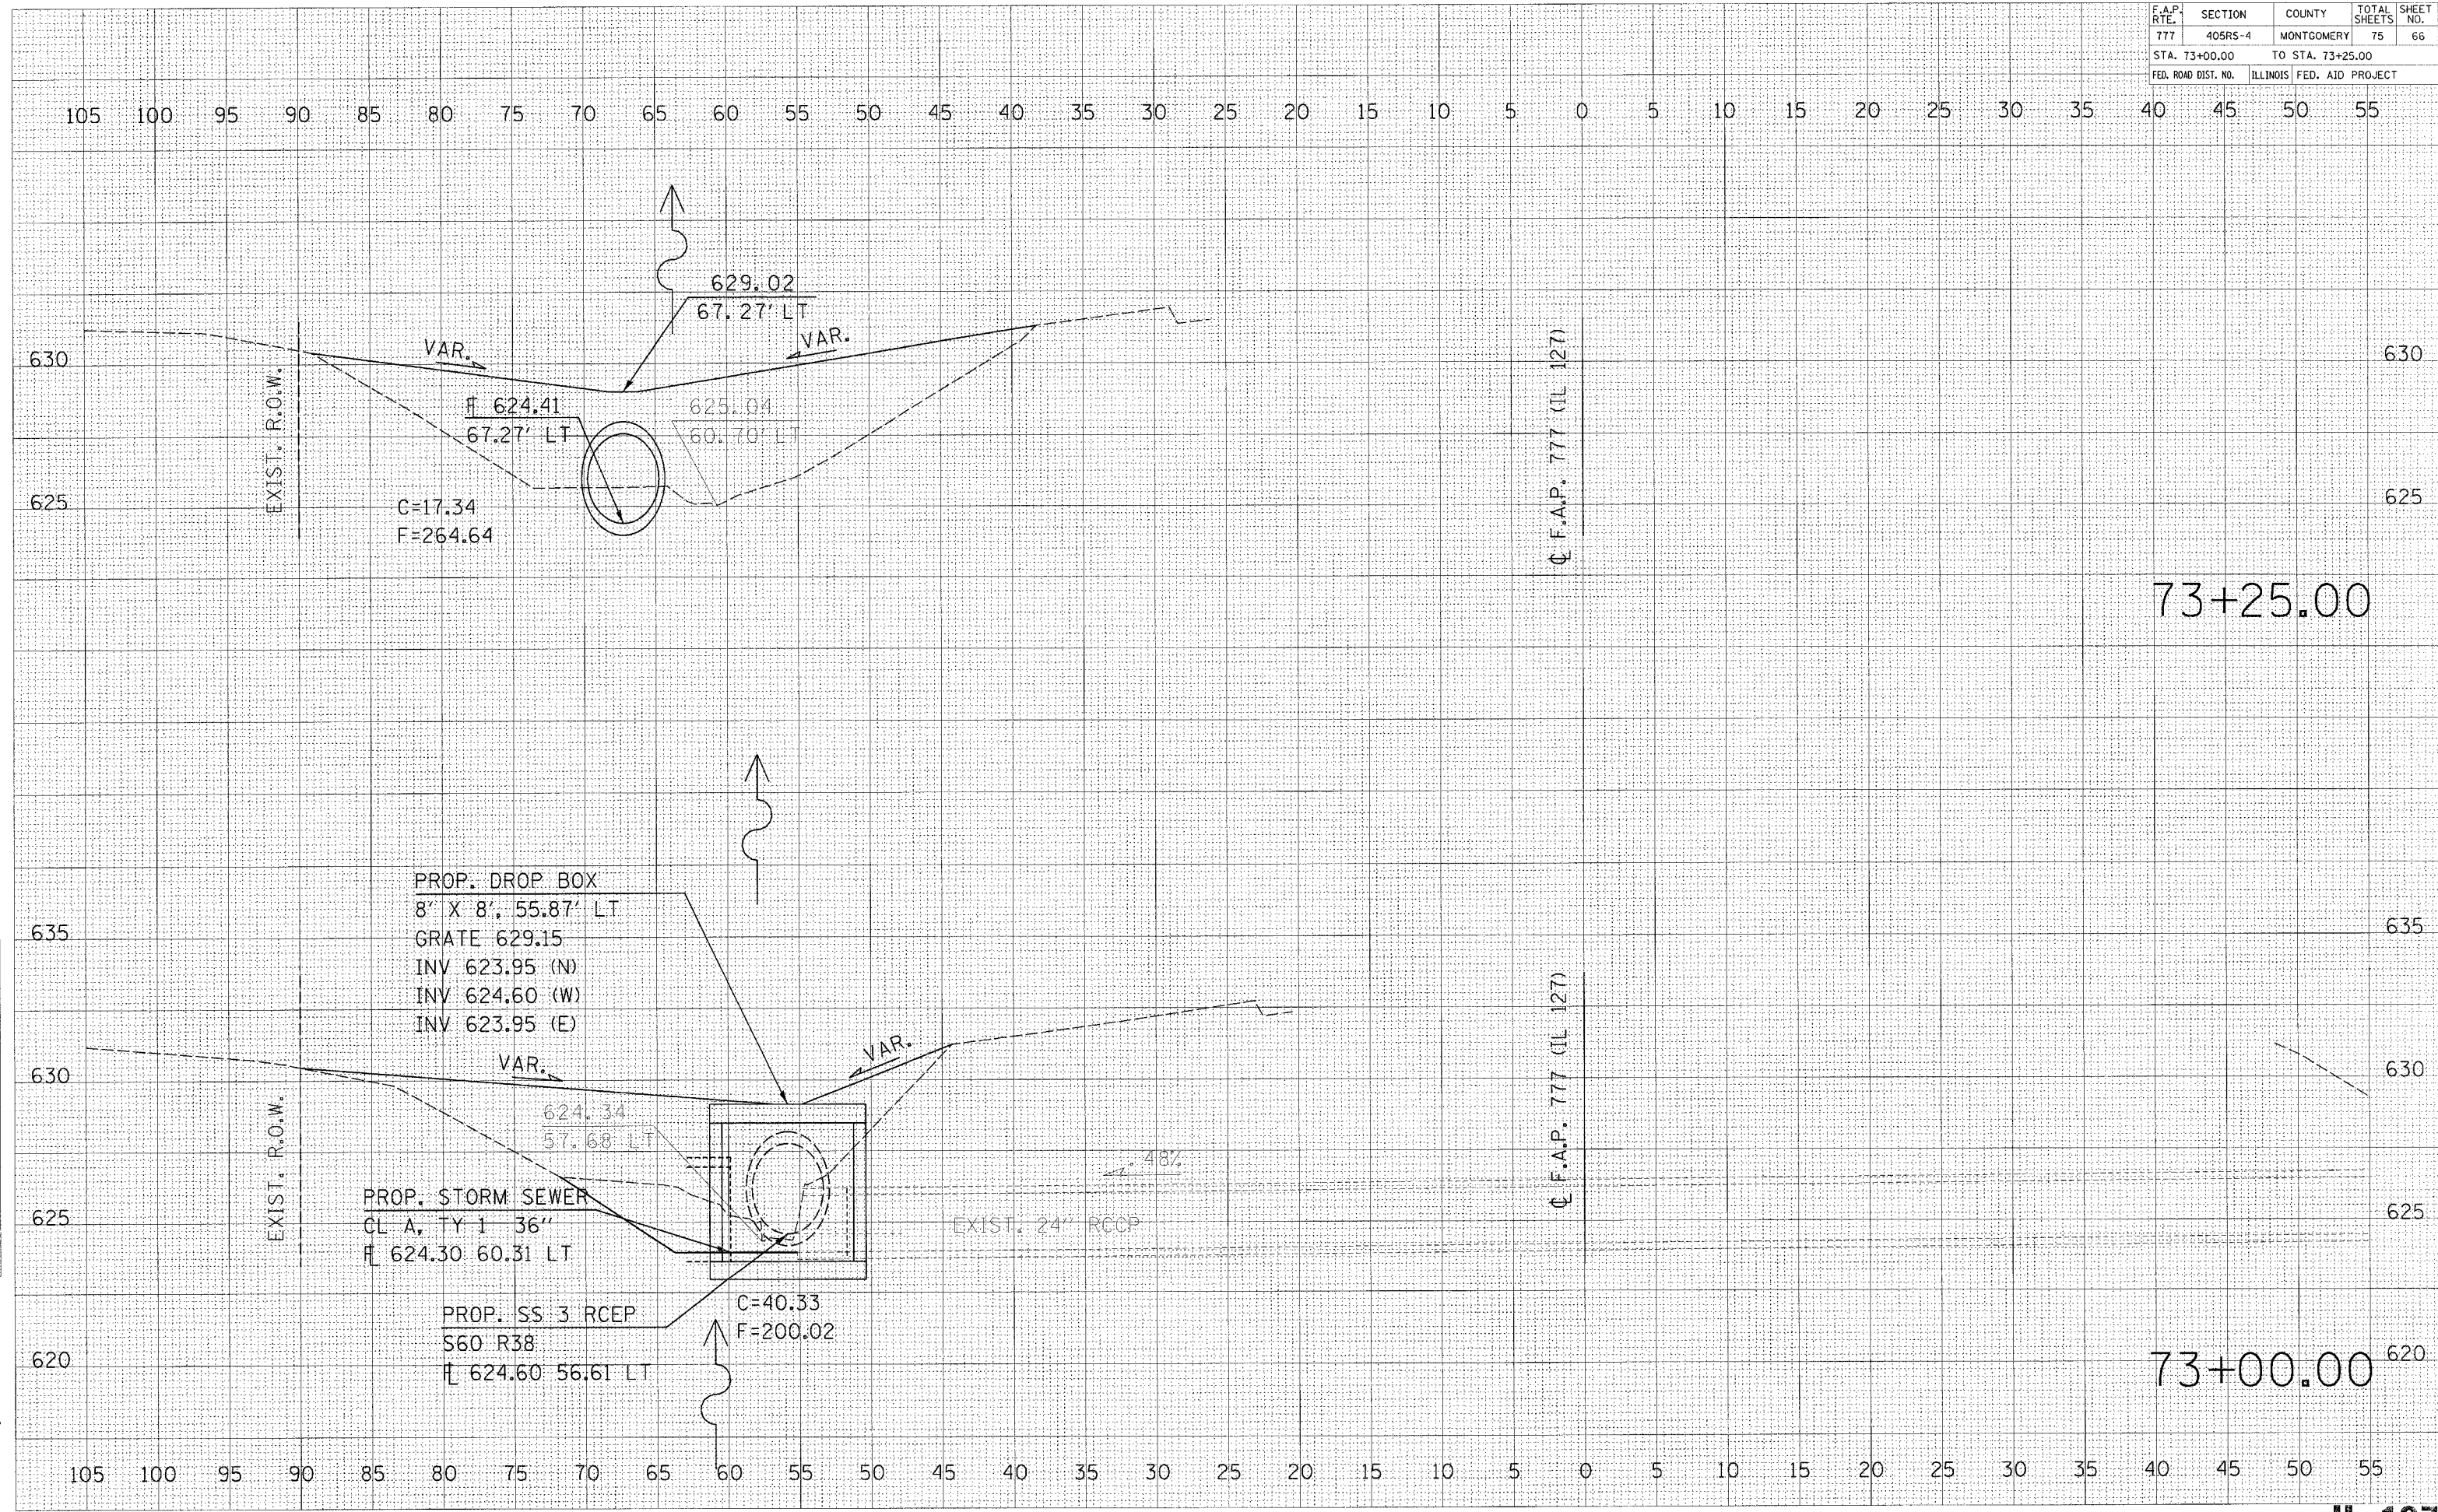 F.A.P. RTE. SECTION COUNTY TOTAL SHEETS SHEET NO.
777 405RS-4 MONTGOMERY 75 66
STA. 73+00.00 TO STA. 73+25.00
FED. ROAD DIST. NO. ILLINOIS FED. AID PROJECT
105 100 95 90 85 80 75 70 65 60 55 50 45 40 35 30 25 20 15 10 5 0 5 10 15 20 25 30 35 40 45 50 55
629.02
67.27' LT
VAR.
VAR.
630
630
EXIST. R.O.W.
℄ F.A.P. 777 (IL 127)
624.41
67.27' LT
625.04
60.70' LT
625
625
C=17.34
F=264.64
73+25.00
PROP. DROP BOX
8' X 8', 55.87' LT
GRATE 629.15
INV 623.95 (N)
INV 624.60 (W)
INV 623.95 (E)
635
635
VAR.
VAR.
630
630
EXIST. R.O.W.
℄ F.A.P. 777 (IL 127)
624.34
57.68 LT
.48%
PROP. STORM SEWER
CL A, TY 1 36"
FL 624.30 60.31 LT
EXIST. 24" RCCP
625
625
C=40.33
F=200.02
PROP. SS 3 RCEP
S60 R38
FL 624.60 56.61 LT
620
620
73+00.00
105 100 95 90 85 80 75 70 65 60 55 50 45 40 35 30 25 20 15 10 5 0 5 10 15 20 25 30 35 40 45 50 55